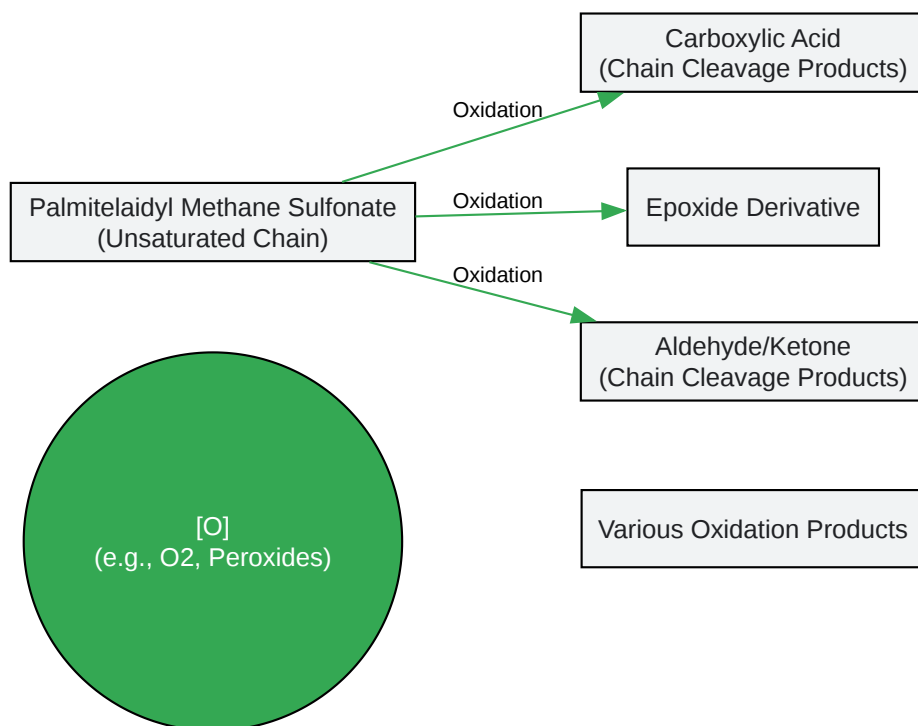 Carboxylic Acid
(Chain Cleavage Products)
Oxidation
Palmitelaidyl Methane Sulfonate
(Unsaturated Chain)
Oxidation
Epoxide Derivative
Oxidation
Aldehyde/Ketone
(Chain Cleavage Products)
[O]
(e.g., O2, Peroxides)
Various Oxidation Products